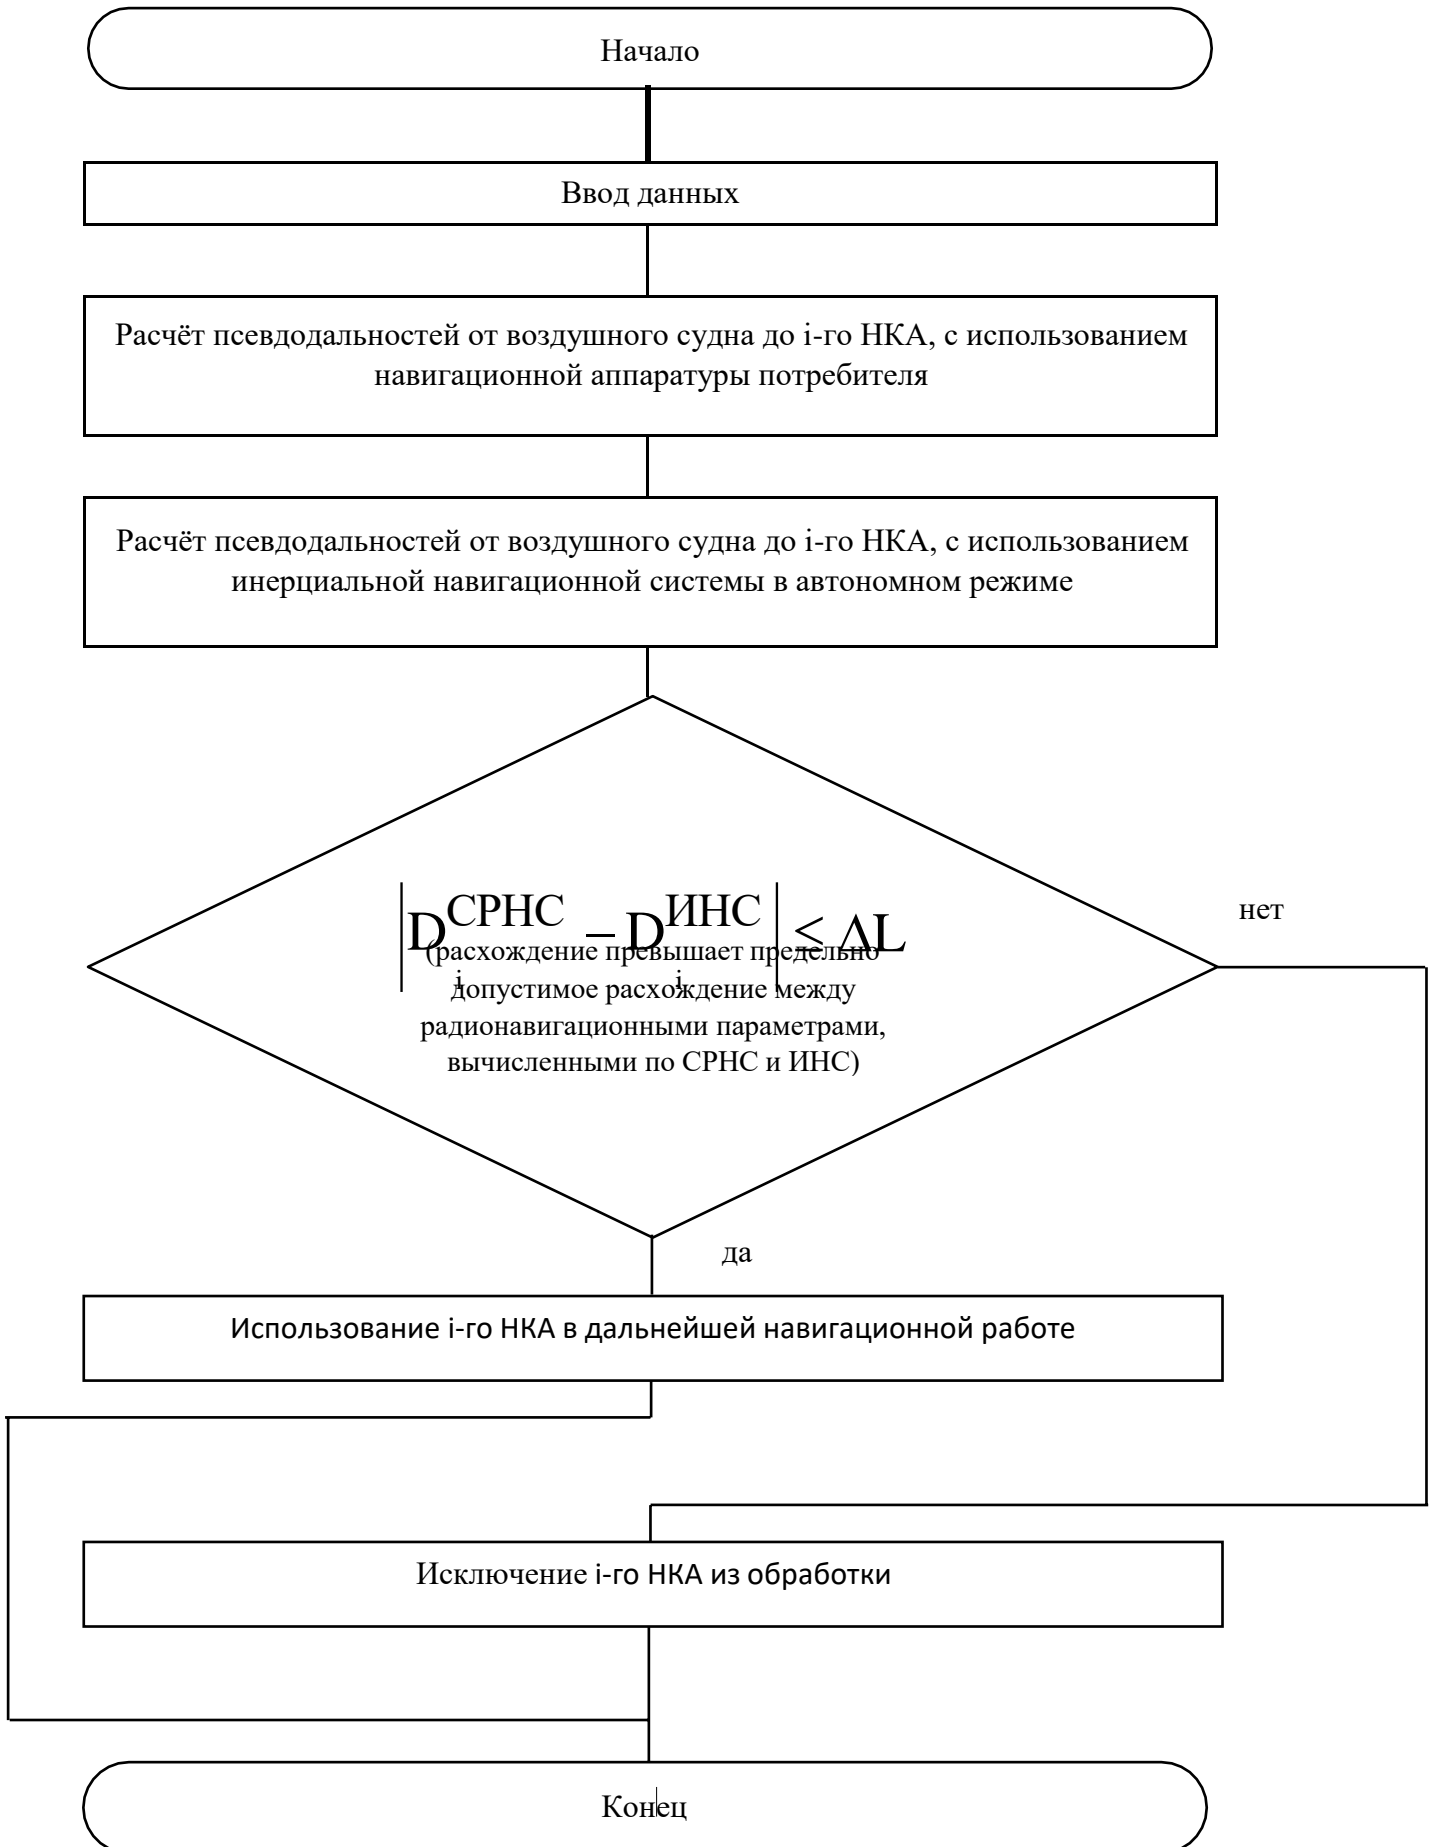 Начало
Ввод данных
Расчёт псевдодальностей от воздушного судна до i-го НКА, с использованием
навигационной аппаратуры потребителя
Расчёт псевдодальностей от воздушного судна до i-го НКА, с использованием
инерциальной навигационной системы в автономном режиме
|D_i^СРНС − D_i^ИНС| ≤ ΔL
нет
(расхождение превышает предельно
допустимое расхождение между
радионавигационными параметрами,
вычисленными по СРНС и ИНС)
да
Использование i-го НКА в дальнейшей навигационной работе
Исключение i-го НКА из обработки
Конец